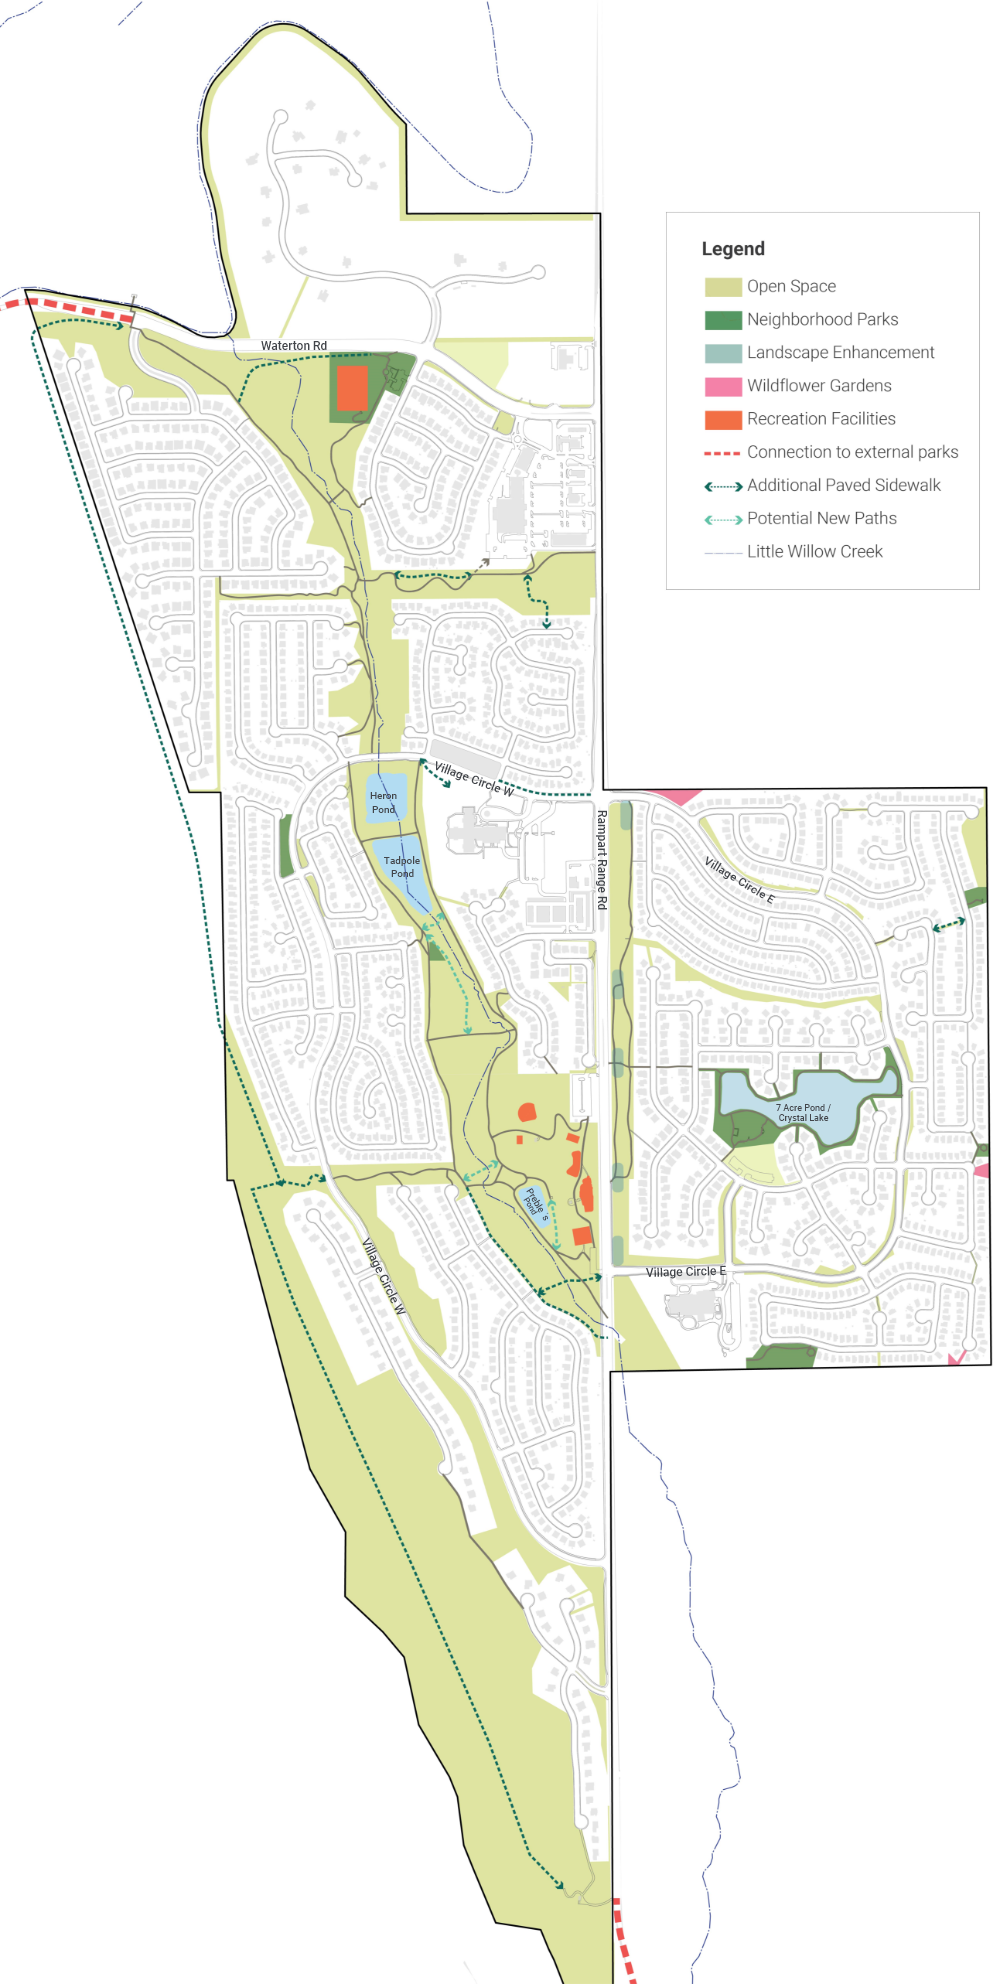 Legend
Open Space
Neighborhood Parks
Landscape Enhancement
Wildflower Gardens
Recreation Facilities
Connection to external parks
Additional Paved Sidewalk
Potential New Paths
Little Willow Creek
Waterton Rd
Village Circle W
Heron
Pond
Tadpole
Pond
Rampart Range Rd
Village Circle E
7 Acre Pond /
Crystal Lake
Preble´s
Pond
Village Circle W
Village Circle E